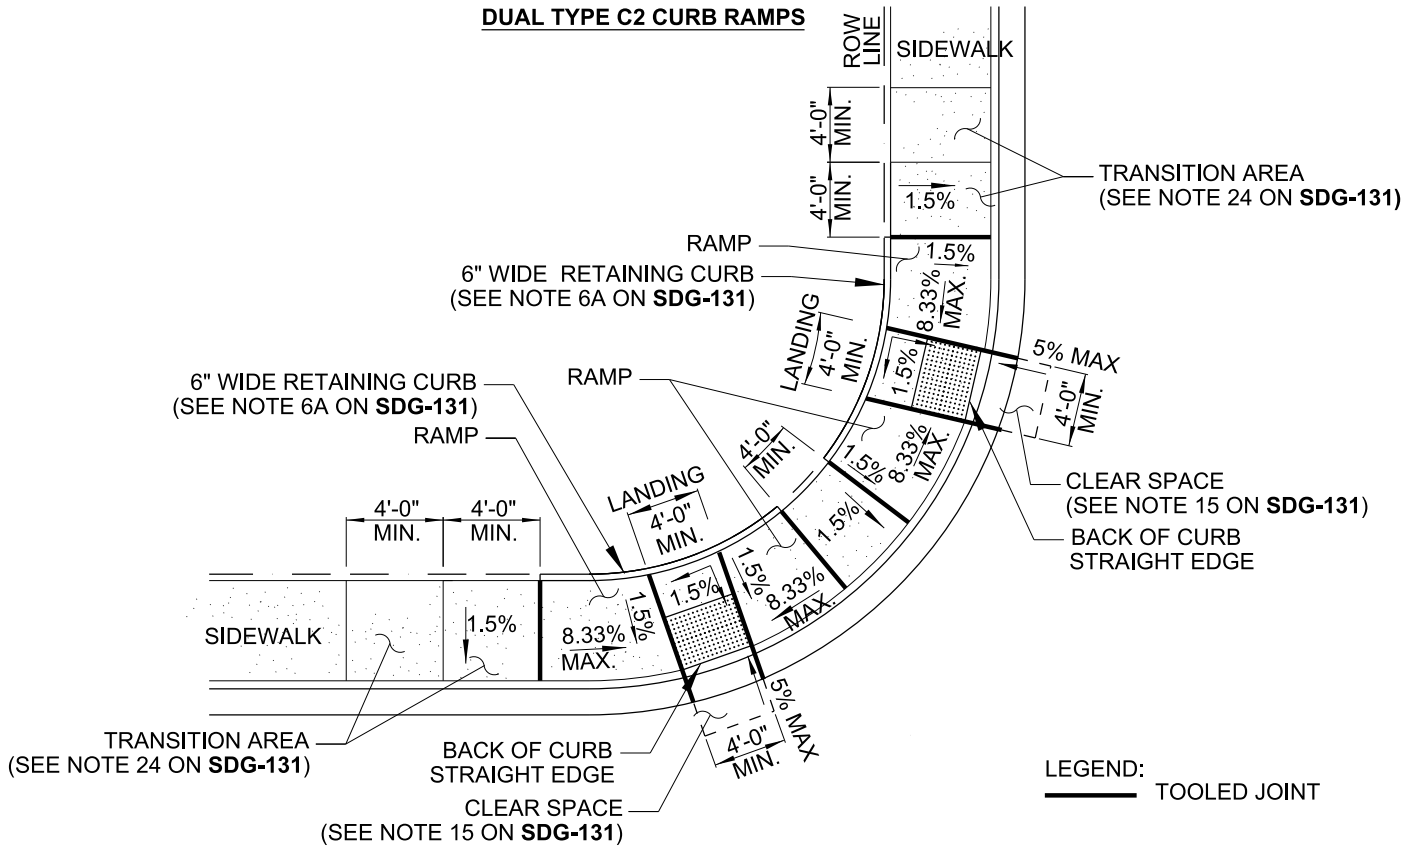 DUAL TYPE C2 CURB RAMPS
ROW
LINE
SIDEWALK
4'-0"
MIN.
4'-0"
MIN.
1.5%
TRANSITION AREA
(SEE NOTE 24 ON SDG-131)
RAMP
6" WIDE RETAINING CURB
(SEE NOTE 6A ON SDG-131)
1.5%
8.33%
MAX.
LANDING
4'-0"
MIN.
1.5%
5% MAX
4'-0"
MIN.
6" WIDE RETAINING CURB
(SEE NOTE 6A ON SDG-131)
RAMP
RAMP
4'-0"
MIN.
1.5%
8.33%
MAX.
CLEAR SPACE
(SEE NOTE 15 ON SDG-131)
BACK OF CURB
STRAIGHT EDGE
LANDING
4'-0"
MIN.
4'-0"
MIN.
4'-0"
MIN.
1.5%
1.5%
8.33%
MAX.
1.5%
1.5%
8.33%
MAX.
SIDEWALK
1.5%
5% MAX
4'-0"
MIN.
TRANSITION AREA
(SEE NOTE 24 ON SDG-131)
BACK OF CURB
STRAIGHT EDGE
CLEAR SPACE
(SEE NOTE 15 ON SDG-131)
LEGEND:
TOOLED JOINT